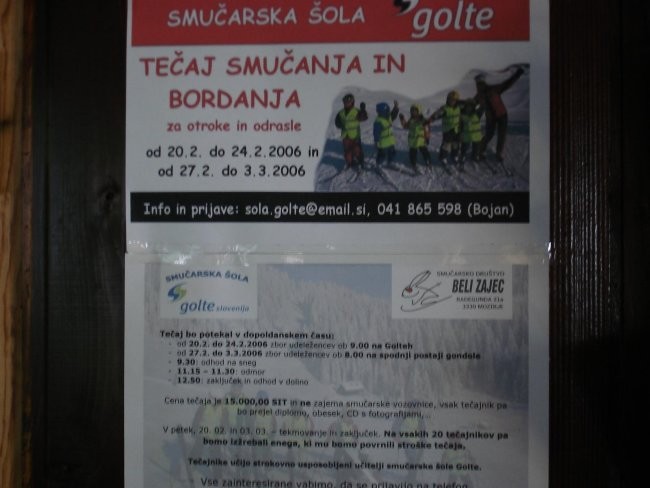 SMUČARSKA ŠOLA golte
TEČAJ SMUČANJA IN
BORDANJA
za otroke in odrasle
od 20.2. do 24.2.2006 in
od 27.2. do 3.3.2006
Info in prijave: sola.golte@email.si, 041 865 598 (Bojan)
SMUČARSKA ŠOLA
golte slovenija
SMUČARSKO DRUŠTVO
BELI ZAJEC
RADEGUNDA 31a
3330 MOZIRJE
Tečaj bo potekal v dopoldanskem času:
- od 20.2. do 24.2.2006 zbor udeležencev ob 9.00 na Golteh
- od 27.2. do 3.3.2006 zbor udeležencev ob 8.00 na spodnji postaji gondole
- 9.30: odhod na sneg
- 11.15 – 11.30: odmor
- 12.50: zaključek in odhod v dolino
Cena tečaja je 15.000,00 SIT in ne zajema smučarske vozovnice, vsak tečajnik pa
bo prejel diplomo, obesek, CD s fotografijami,...
V petek, 20. 02. in 03. 03. – tekmovanje in zaključek. Na vsakih 20 tečajnikov pa
bomo izžrebali enega, ki mu bomo povrnili stroške tečaja.
Tečajnike učijo strokovno usposobljeni učitelji smučarske šole Golte.
Vse zainteresirane vabimo, da se prijavijo na telefon